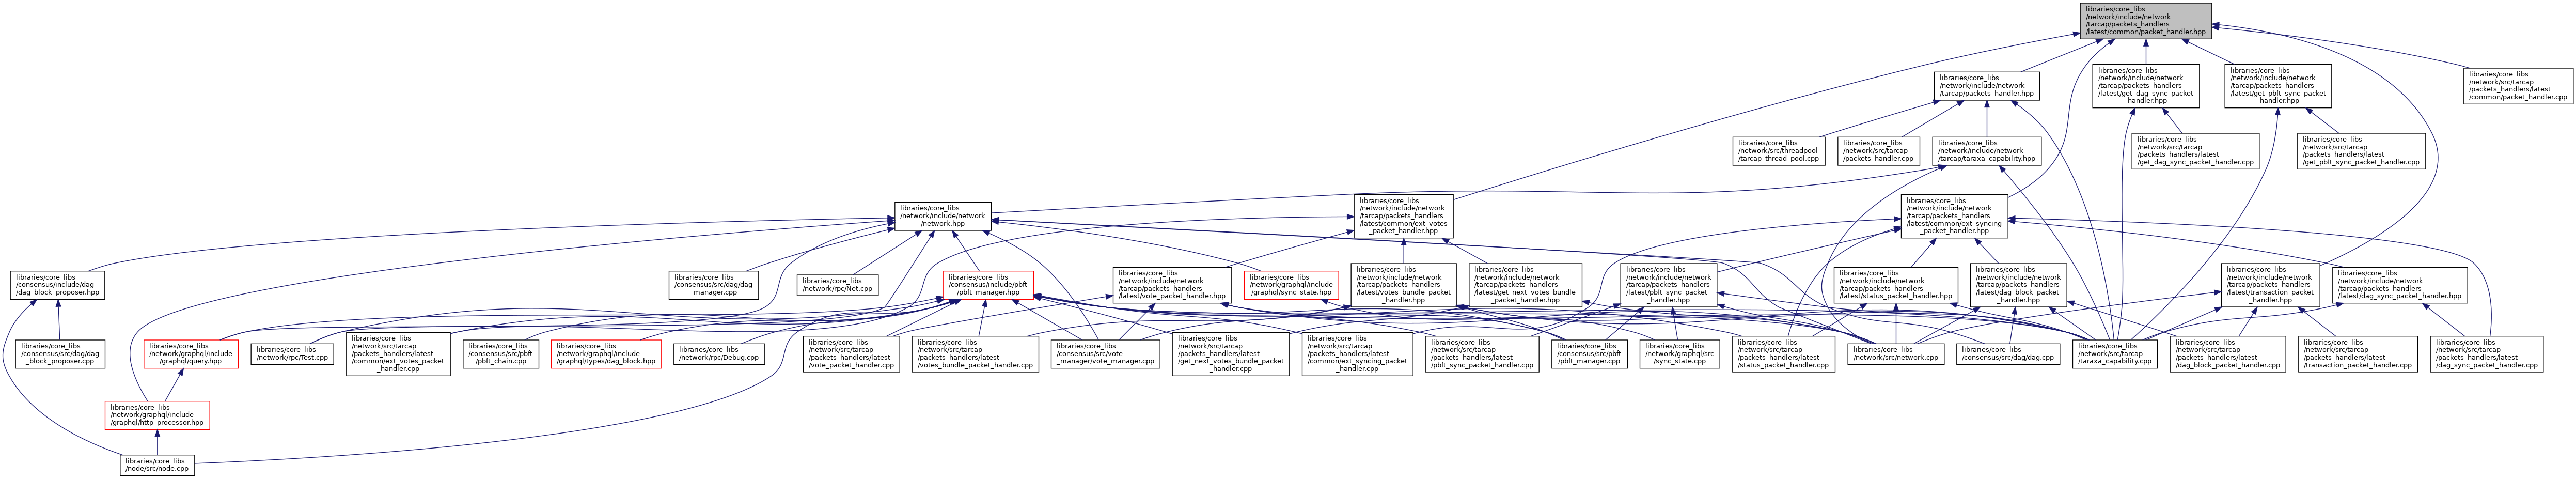 libraries/core_libs
/network/include/network
/tarcap/packets_handlers
/latest/common/packet_handler.hpp
libraries/core_libs
/network/include/network
/tarcap/packets_handler.hpp
libraries/core_libs
/network/include/network
/tarcap/packets_handlers
/latest/get_dag_sync_packet
_handler.hpp
libraries/core_libs
/network/include/network
/tarcap/packets_handlers
/latest/get_pbft_sync_packet
_handler.hpp
libraries/core_libs
/network/src/tarcap
/packets_handlers/latest
/common/packet_handler.cpp
libraries/core_libs
/network/src/threadpool
/tarcap_thread_pool.cpp
libraries/core_libs
/network/src/tarcap
/packets_handler.cpp
libraries/core_libs
/network/include/network
/tarcap/taraxa_capability.hpp
libraries/core_libs
/network/src/tarcap
/packets_handlers/latest
/get_dag_sync_packet_handler.cpp
libraries/core_libs
/network/src/tarcap
/packets_handlers/latest
/get_pbft_sync_packet_handler.cpp
libraries/core_libs
/network/include/network
/network.hpp
libraries/core_libs
/network/include/network
/tarcap/packets_handlers
/latest/common/ext_votes
_packet_handler.hpp
libraries/core_libs
/network/include/network
/tarcap/packets_handlers
/latest/common/ext_syncing
_packet_handler.hpp
libraries/core_libs
/consensus/include/dag
/dag_block_proposer.hpp
libraries/core_libs
/consensus/src/dag/dag
_manager.cpp
libraries/core_libs
/network/rpc/Net.cpp
libraries/core_libs
/consensus/include/pbft
/pbft_manager.hpp
libraries/core_libs
/network/include/network
/tarcap/packets_handlers
/latest/vote_packet_handler.hpp
libraries/core_libs
/network/graphql/include
/graphql/sync_state.hpp
libraries/core_libs
/network/include/network
/tarcap/packets_handlers
/latest/votes_bundle_packet
_handler.hpp
libraries/core_libs
/network/include/network
/tarcap/packets_handlers
/latest/get_next_votes_bundle
_packet_handler.hpp
libraries/core_libs
/network/include/network
/tarcap/packets_handlers
/latest/pbft_sync_packet
_handler.hpp
libraries/core_libs
/network/include/network
/tarcap/packets_handlers
/latest/status_packet_handler.hpp
libraries/core_libs
/network/include/network
/tarcap/packets_handlers
/latest/dag_block_packet
_handler.hpp
libraries/core_libs
/network/include/network
/tarcap/packets_handlers
/latest/transaction_packet
_handler.hpp
libraries/core_libs
/network/include/network
/tarcap/packets_handlers
/latest/dag_sync_packet_handler.hpp
libraries/core_libs
/consensus/src/dag/dag
_block_proposer.cpp
libraries/core_libs
/network/graphql/include
/graphql/query.hpp
libraries/core_libs
/network/rpc/Test.cpp
libraries/core_libs
/network/src/tarcap
/packets_handlers/latest
/common/ext_votes_packet
_handler.cpp
libraries/core_libs
/consensus/src/pbft
/pbft_chain.cpp
libraries/core_libs
/network/graphql/include
/graphql/types/dag_block.hpp
libraries/core_libs
/network/rpc/Debug.cpp
libraries/core_libs
/network/src/tarcap
/packets_handlers/latest
/vote_packet_handler.cpp
libraries/core_libs
/network/src/tarcap
/packets_handlers/latest
/votes_bundle_packet_handler.cpp
libraries/core_libs
/consensus/src/vote
_manager/vote_manager.cpp
libraries/core_libs
/network/src/tarcap
/packets_handlers/latest
/get_next_votes_bundle_packet
_handler.cpp
libraries/core_libs
/network/src/tarcap
/packets_handlers/latest
/common/ext_syncing_packet
_handler.cpp
libraries/core_libs
/network/src/tarcap
/packets_handlers/latest
/pbft_sync_packet_handler.cpp
libraries/core_libs
/consensus/src/pbft
/pbft_manager.cpp
libraries/core_libs
/network/graphql/src
/sync_state.cpp
libraries/core_libs
/network/src/tarcap
/packets_handlers/latest
/status_packet_handler.cpp
libraries/core_libs
/network/src/network.cpp
libraries/core_libs
/consensus/src/dag/dag.cpp
libraries/core_libs
/network/src/tarcap
/taraxa_capability.cpp
libraries/core_libs
/network/src/tarcap
/packets_handlers/latest
/dag_block_packet_handler.cpp
libraries/core_libs
/network/src/tarcap
/packets_handlers/latest
/transaction_packet_handler.cpp
libraries/core_libs
/network/src/tarcap
/packets_handlers/latest
/dag_sync_packet_handler.cpp
libraries/core_libs
/network/graphql/include
/graphql/http_processor.hpp
libraries/core_libs
/node/src/node.cpp